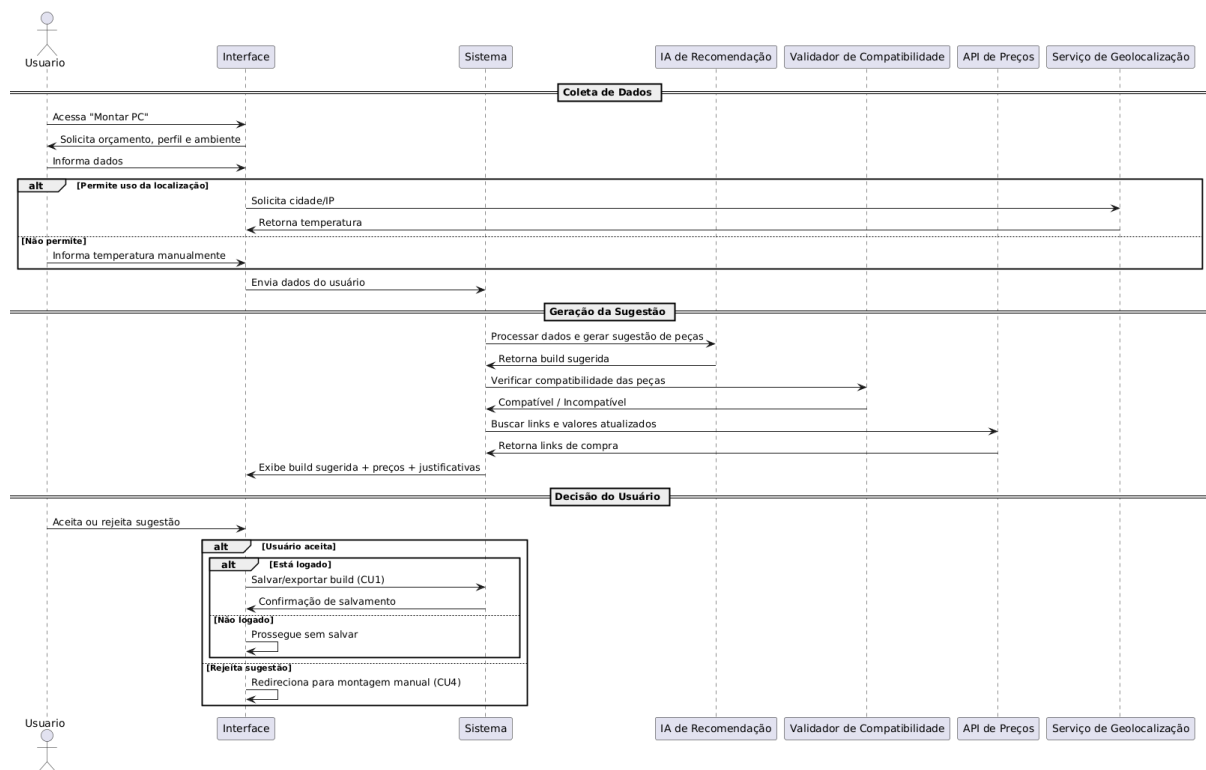 Usuario
Interface
Sistema
IA de Recomendação
Validador de Compatibilidade
API de Preços
Serviço de Geolocalização
Coleta de Dados
Acessa "Montar PC"
Solicita orçamento, perfil e ambiente
Informa dados
alt [Permite uso da localização]
Solicita cidade/IP
Retorna temperatura
[Não permite]
Informa temperatura manualmente
Envia dados do usuário
Geração da Sugestão
Processar dados e gerar sugestão de peças
Retorna build sugerida
Verificar compatibilidade das peças
Compatível / Incompatível
Buscar links e valores atualizados
Retorna links de compra
Exibe build sugerida + preços + justificativas
Decisão do Usuário
Aceita ou rejeita sugestão
alt [Usuário aceita]
alt [Está logado]
Salvar/exportar build (CU1)
Confirmação de salvamento
[Não logado]
Prossegue sem salvar
[Rejeita sugestão]
Redireciona para montagem manual (CU4)
Usuario
Interface
Sistema
IA de Recomendação
Validador de Compatibilidade
API de Preços
Serviço de Geolocalização